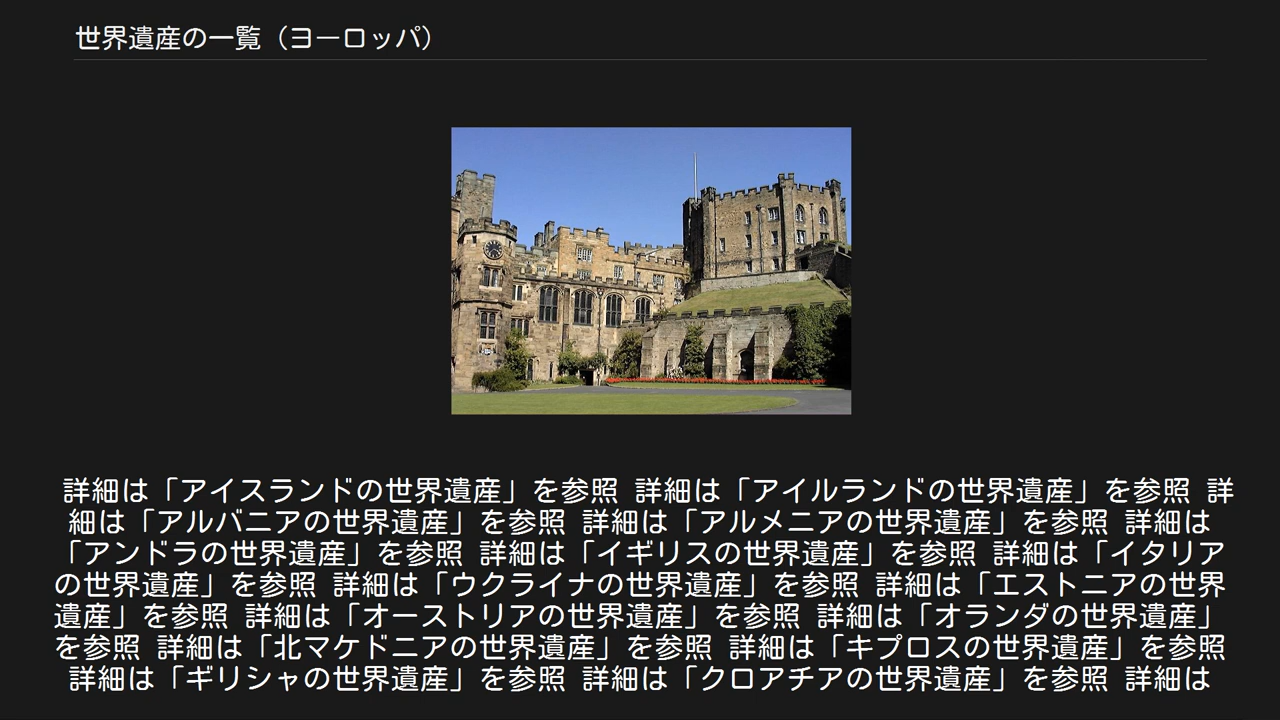 世界遺産の一覧（ヨーロッパ）
詳細は「アイスランドの世界遺産」を参照 詳細は「アイルランドの世界遺産」を参照 詳
細は「アルバニアの世界遺産」を参照 詳細は「アルメニアの世界遺産」を参照 詳細は
「アンドラの世界遺産」を参照 詳細は「イギリスの世界遺産」を参照 詳細は「イタリア
の世界遺産」を参照 詳細は「ウクライナの世界遺産」を参照 詳細は「エストニアの世界
遺産」を参照 詳細は「オーストリアの世界遺産」を参照 詳細は「オランダの世界遺産」
を参照 詳細は「北マケドニアの世界遺産」を参照 詳細は「キプロスの世界遺産」を参照
詳細は「ギリシャの世界遺産」を参照 詳細は「クロアチアの世界遺産」を参照 詳細は